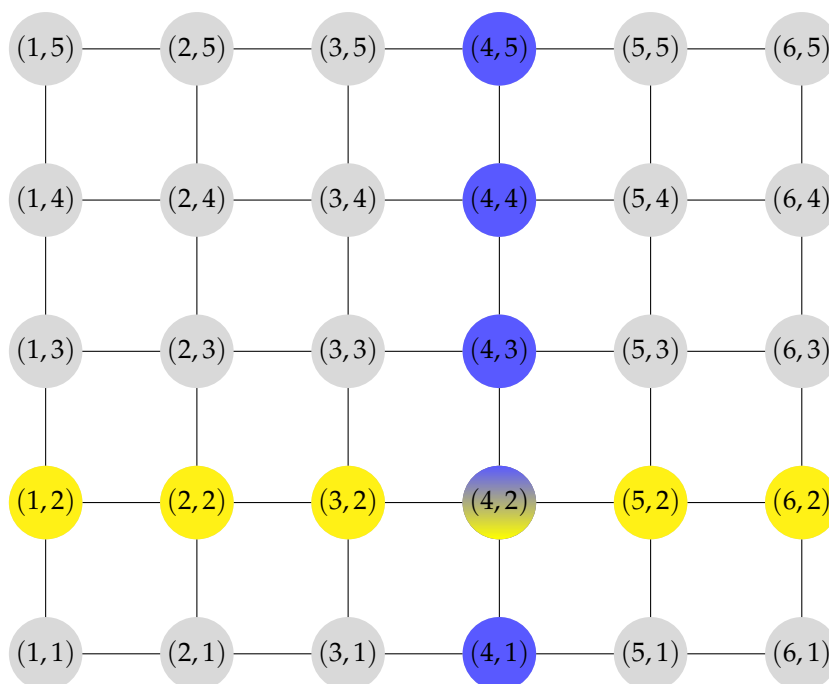 (1, 5) (2, 5) (3, 5) (4, 5) (5, 5) (6, 5)
(1, 4) (2, 4) (3, 4) (4, 4) (5, 4) (6, 4)
(1, 3) (2, 3) (3, 3) (4, 3) (5, 3) (6, 3)
(1, 2) (2, 2) (3, 2) (4, 2) (5, 2) (6, 2)
(1, 1) (2, 1) (3, 1) (4, 1) (5, 1) (6, 1)